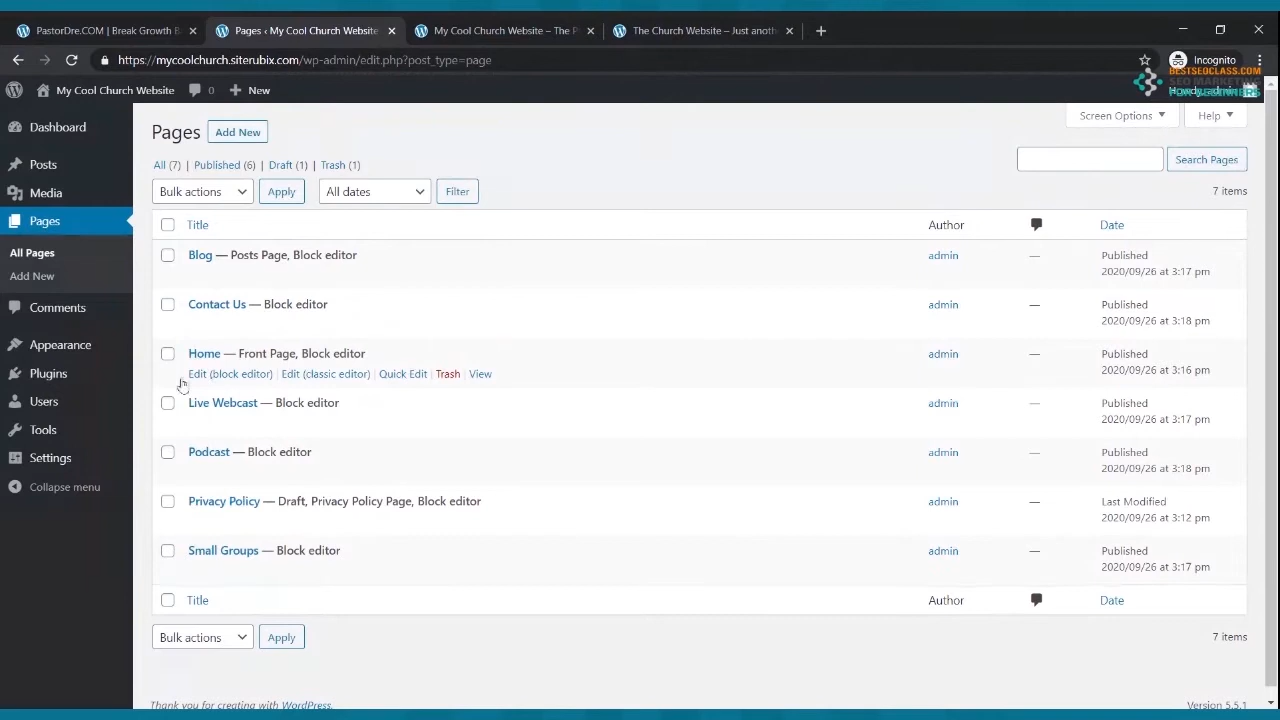 PastorDre.COM | Break Growth B
Pages ‹ My Cool Church Website
My Cool Church Website – The P
The Church Website – Just anoth
https://mycoolchurch.siterubix.com/wp-admin/edit.php?post_type=page
Incognito
BESTSEOCLASS.COM
SEO MARKETING
FOR BEGINNERS
My Cool Church Website 0 New
Dashboard
Posts
Media
Pages
All Pages
Add New
Comments
Appearance
Plugins
Users
Tools
Settings
Collapse menu
Screen Options Help
Pages Add New
All (7) | Published (6) | Draft (1) | Trash (1)
Search Pages
Bulk actions Apply All dates Filter
7 items
Title Author Date
Blog — Posts Page, Block editor admin — Published
2020/09/26 at 3:17 pm
Contact Us — Block editor admin — Published
2020/09/26 at 3:18 pm
Home — Front Page, Block editor admin — Published
Edit (block editor) | Edit (classic editor) | Quick Edit | Trash | View 2020/09/26 at 3:16 pm
Live Webcast — Block editor admin — Published
2020/09/26 at 3:17 pm
Podcast — Block editor admin — Published
2020/09/26 at 3:18 pm
Privacy Policy — Draft, Privacy Policy Page, Block editor admin — Last Modified
2020/09/26 at 3:12 pm
Small Groups — Block editor admin — Published
2020/09/26 at 3:17 pm
Title Author Date
Bulk actions Apply 7 items
Thank you for creating with WordPress. Version 5.5.1